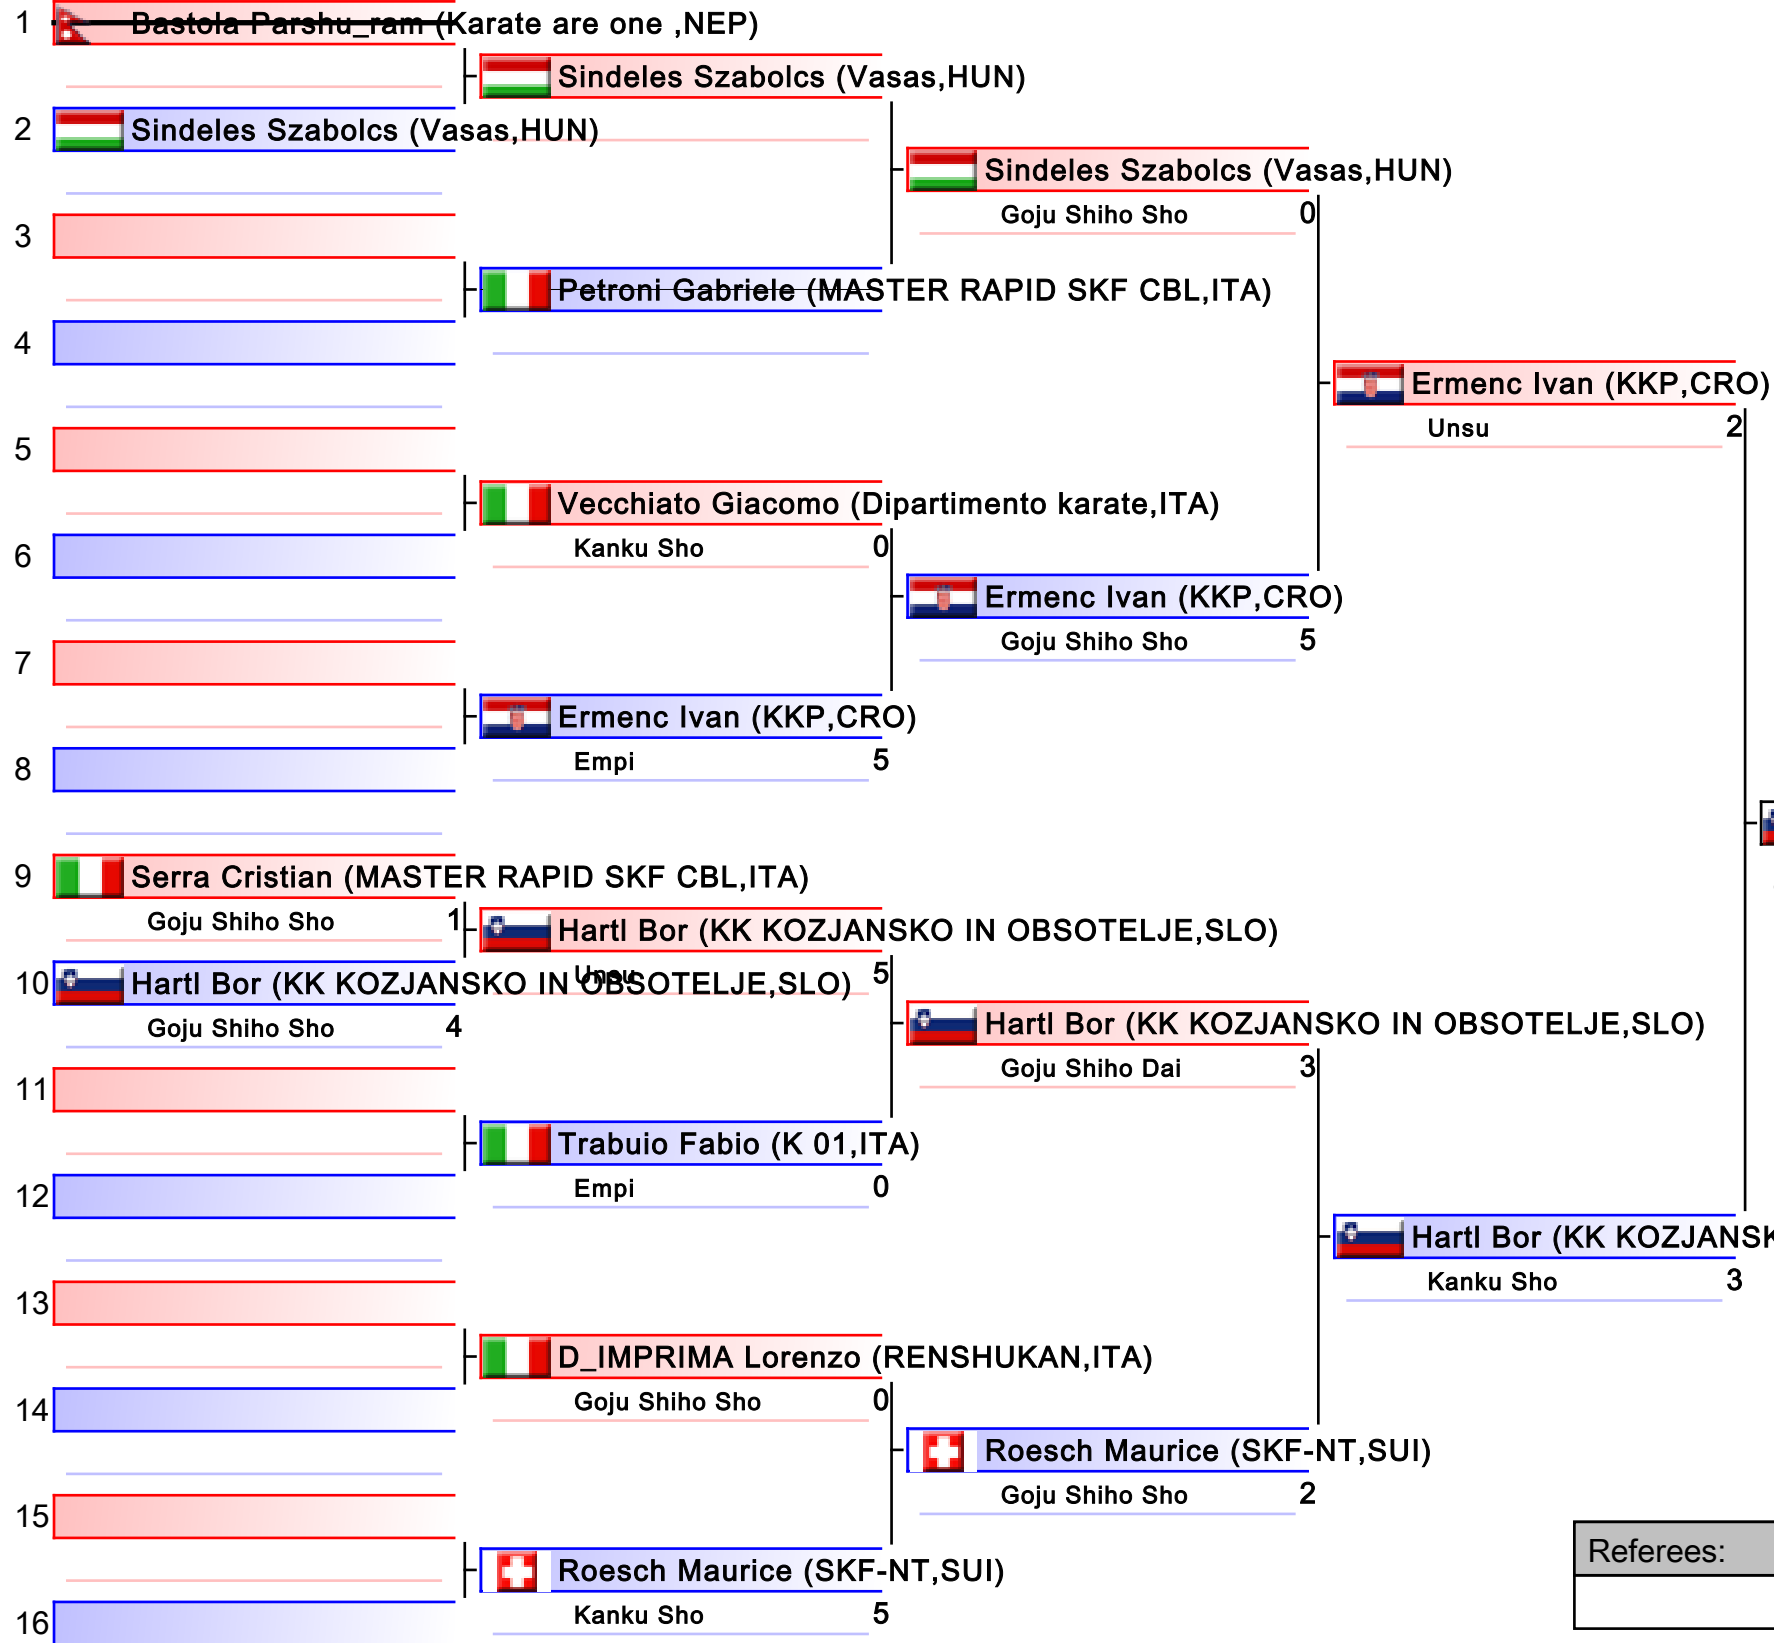 1 Bastola Parshu_ram (Karate are one ,NEP)
Sindeles Szabolcs (Vasas,HUN)
2 Sindeles Szabolcs (Vasas,HUN)
Sindeles Szabolcs (Vasas,HUN)
Goju Shiho Sho 0
3
Petroni Gabriele (MASTER RAPID SKF CBL,ITA)
4
Ermenc Ivan (KKP,CRO)
Unsu 2
5
Vecchiato Giacomo (Dipartimento karate,ITA)
Kanku Sho 0
6
Ermenc Ivan (KKP,CRO)
Goju Shiho Sho 5
7
Ermenc Ivan (KKP,CRO)
Empi 5
8
9 Serra Cristian (MASTER RAPID SKF CBL,ITA)
Goju Shiho Sho 1
Hartl Bor (KK KOZJANSKO IN OBSOTELJE,SLO)
Unsu 5
10 Hartl Bor (KK KOZJANSKO IN OBSOTELJE,SLO)
Goju Shiho Sho 4
Hartl Bor (KK KOZJANSKO IN OBSOTELJE,SLO)
Goju Shiho Dai 3
11
Trabuio Fabio (K 01,ITA)
Empi 0
12
Hartl Bor (KK KOZJANSK
Kanku Sho 3
13
D_IMPRIMA Lorenzo (RENSHUKAN,ITA)
Goju Shiho Sho 0
14
Roesch Maurice (SKF-NT,SUI)
Goju Shiho Sho 2
15
Referees:
Roesch Maurice (SKF-NT,SUI)
Kanku Sho 5
16